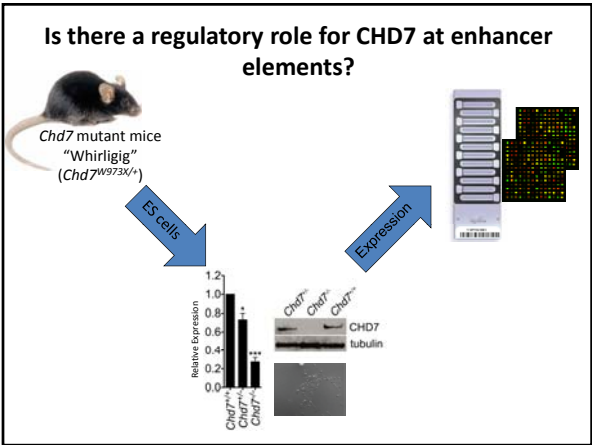 Is there a regulatory role for CHD7 at enhancer
elements?
Chd7 mutant mice
“Whirligig”
(Chd7W973X/+)
ES cells
Expression
1.2
1.0
0.8
0.6
0.4
0.2
0.0
Relative Expression
*
***
Chd7+/+
Chd7+/-
Chd7-/-
Chd7+/-
Chd7-/-
Chd7+/+
CHD7
tubulin